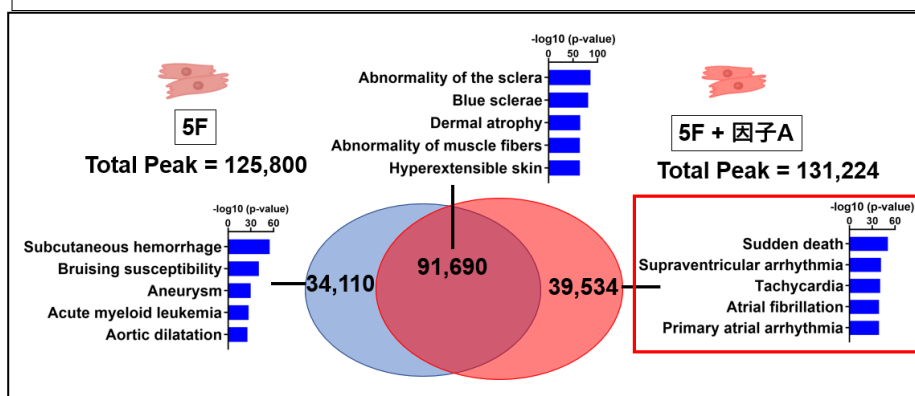 -log10 (p-value)
0 50 100
Abnormality of the sclera
Blue sclerae
Dermal atrophy
Abnormality of muscle fibers
Hyperextensible skin
5F
Total Peak = 125,800
5F + 因子A
Total Peak = 131,224
-log10 (p-value)
0 30 60
Subcutaneous hemorrhage
Bruising susceptibility
Aneurysm
Acute myeloid leukemia
Aortic dilatation
34,110
91,690
39,534
-log10 (p-value)
0 30 60
Sudden death
Supraventricular arrhythmia
Tachycardia
Atrial fibrillation
Primary atrial arrhythmia